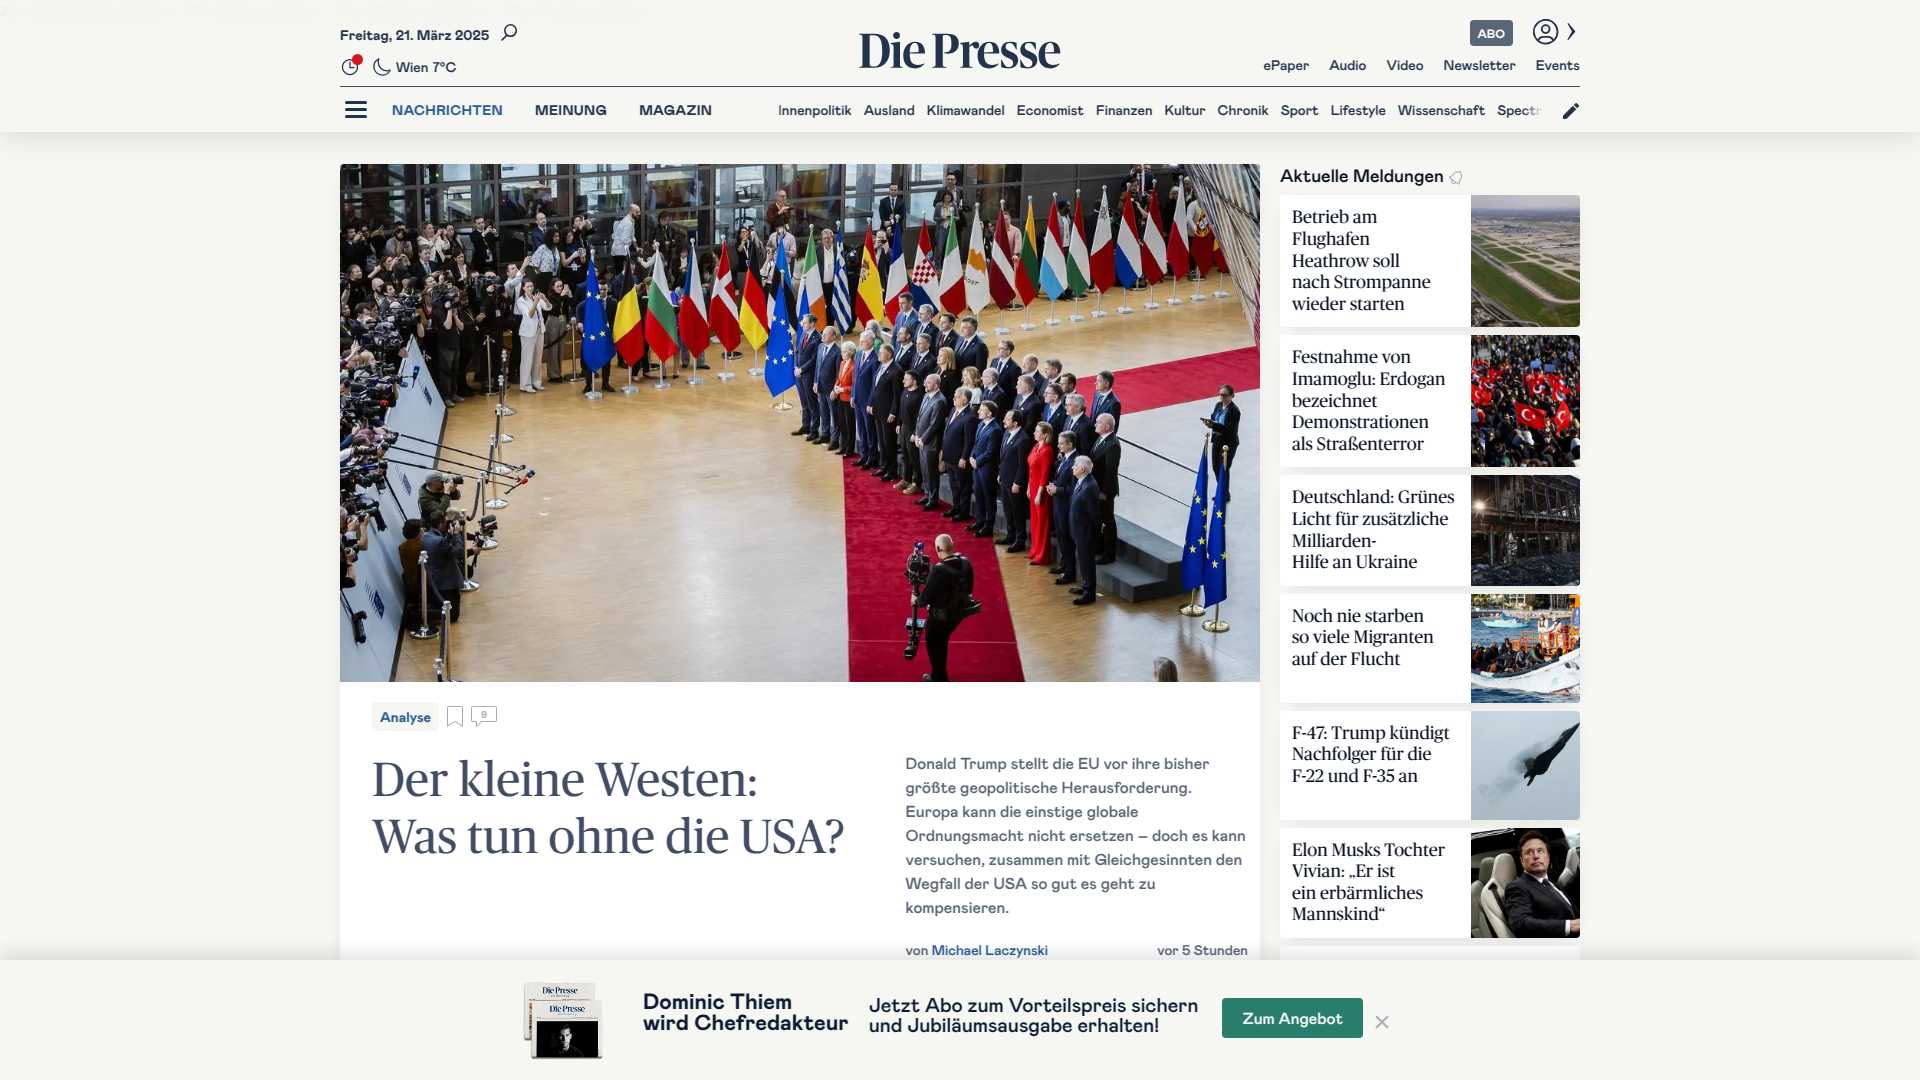 Freitag, 21. März 2025
Wien 7°C
Die Presse
ABO
ePaper Audio Video Newsletter Events
NACHRICHTEN MEINUNG MAGAZIN
Innenpolitik Ausland Klimawandel Economist Finanzen Kultur Chronik Sport Lifestyle Wissenschaft
Analyse
8
Der kleine Westen:
Was tun ohne die USA?
Donald Trump stellt die EU vor ihre bisher
größte geopolitische Herausforderung.
Europa kann die einstige globale
Ordnungsmacht nicht ersetzen – doch es kann
versuchen, zusammen mit Gleichgesinnten den
Wegfall der USA so gut es geht zu
kompensieren.
von Michael Laczynski
vor 5 Stunden
Aktuelle Meldungen
Betrieb am
Flughafen
Heathrow soll
nach Strompanne
wieder starten
Festnahme von
Imamoglu: Erdogan
bezeichnet
Demonstrationen
als Straßenterror
Deutschland: Grünes
Licht für zusätzliche
Milliarden-
Hilfe an Ukraine
Noch nie starben
so viele Migranten
auf der Flucht
F-47: Trump kündigt
Nachfolger für die
F-22 und F-35 an
Elon Musks Tochter
Vivian: „Er ist
ein erbärmliches
Mannskind“
Die Presse
Die Presse
Dominic Thiem
wird Chefredakteur
Jetzt Abo zum Vorteilspreis sichern
und Jubiläumsausgabe erhalten!
Zum Angebot